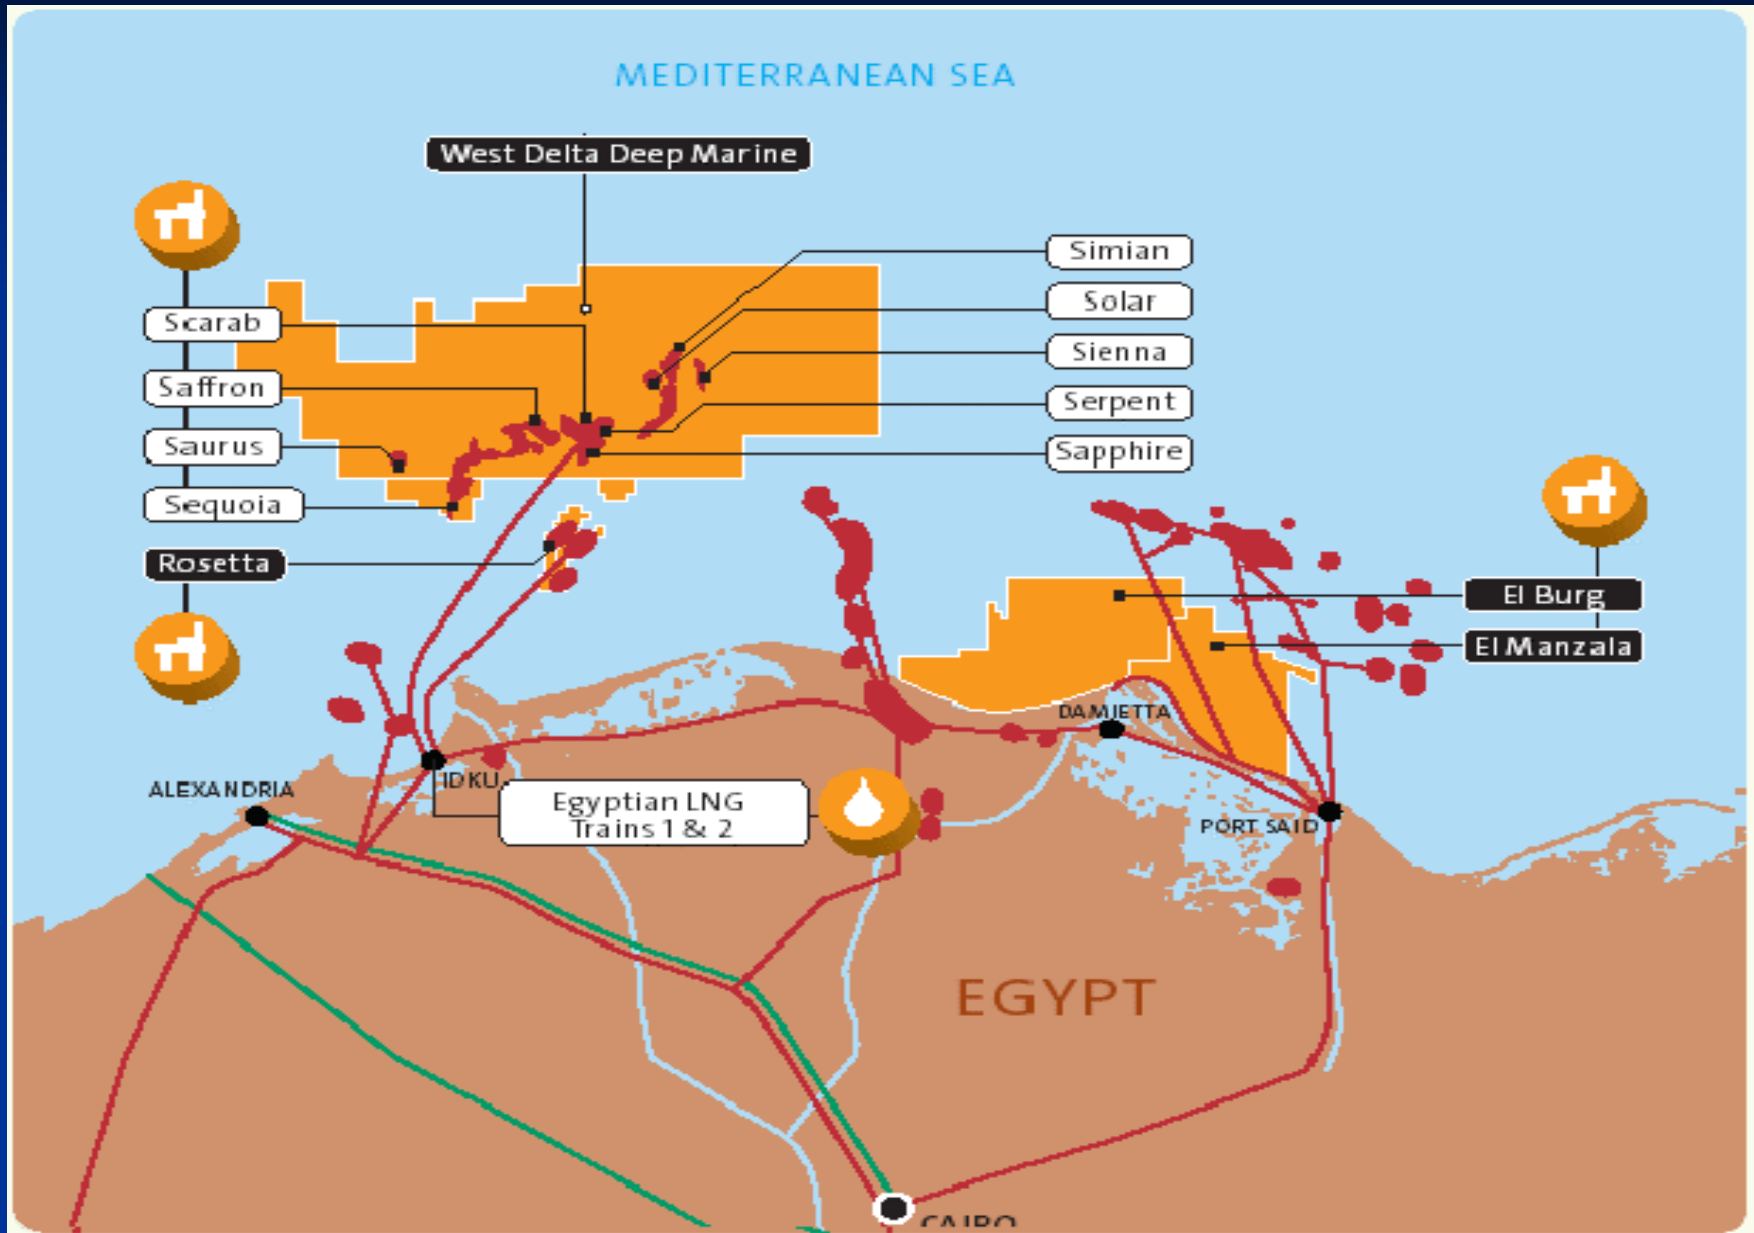 MEDITERRANEAN SEA
West Delta Deep Marine
Simian
Solar
Scarab
Sienna
Saffron
Serpent
Saurus
Sapphire
Sequoia
Rosetta
El Burg
El Manzala
DAMIETTA
IDKU
ALEXANDRIA
Egyptian LNG
Trains 1 & 2
PORT SAID
EGYPT
CAIRO